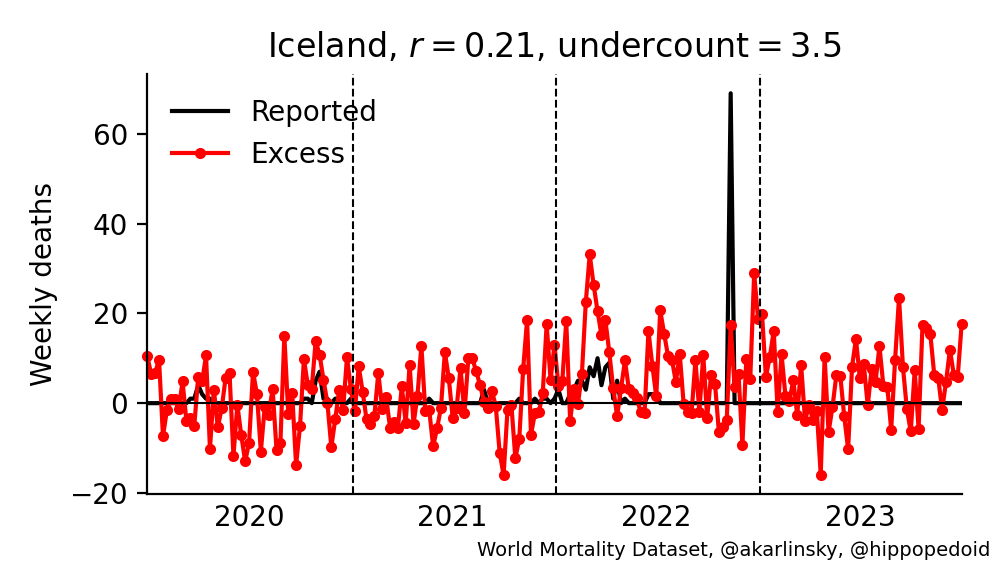 Iceland, r = 0.21, undercount = 3.5
Reported
Excess
Weekly deaths
60
40
20
0
−20
2020 2021 2022 2023
World Mortality Dataset, @akarlinsky, @hippopedoid